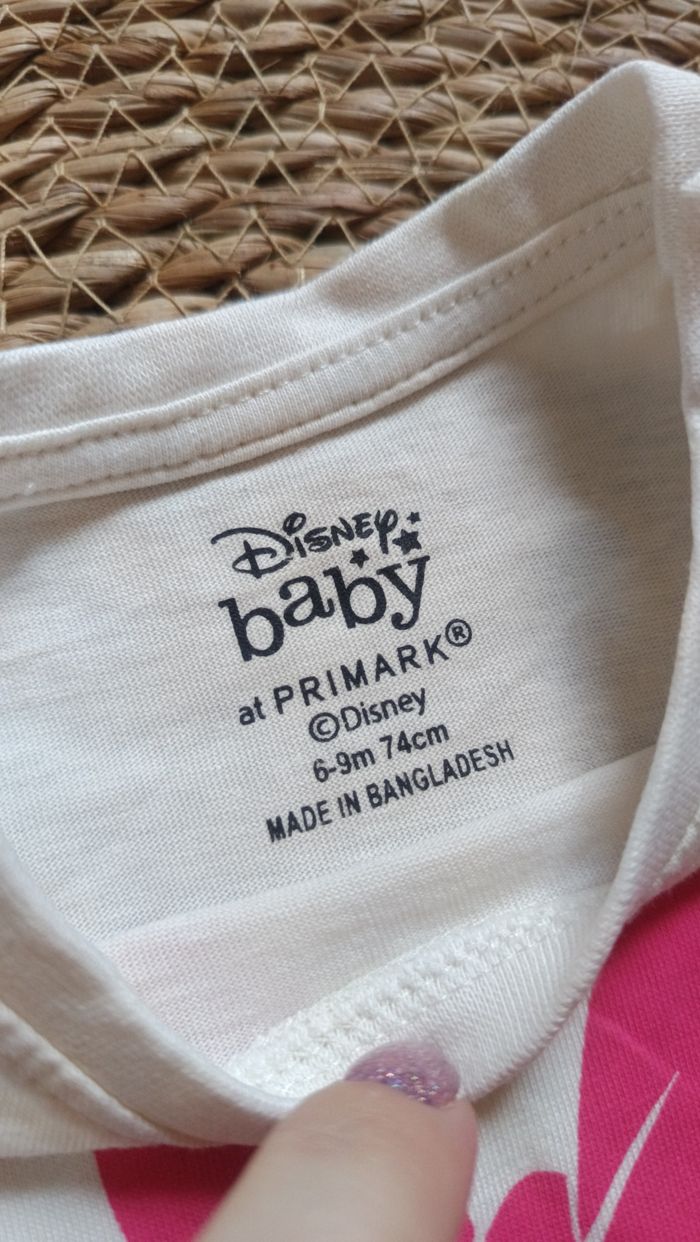 Disney
baby
at PRIMARK®
©Disney
6-9m 74cm
MADE IN BANGLADESH